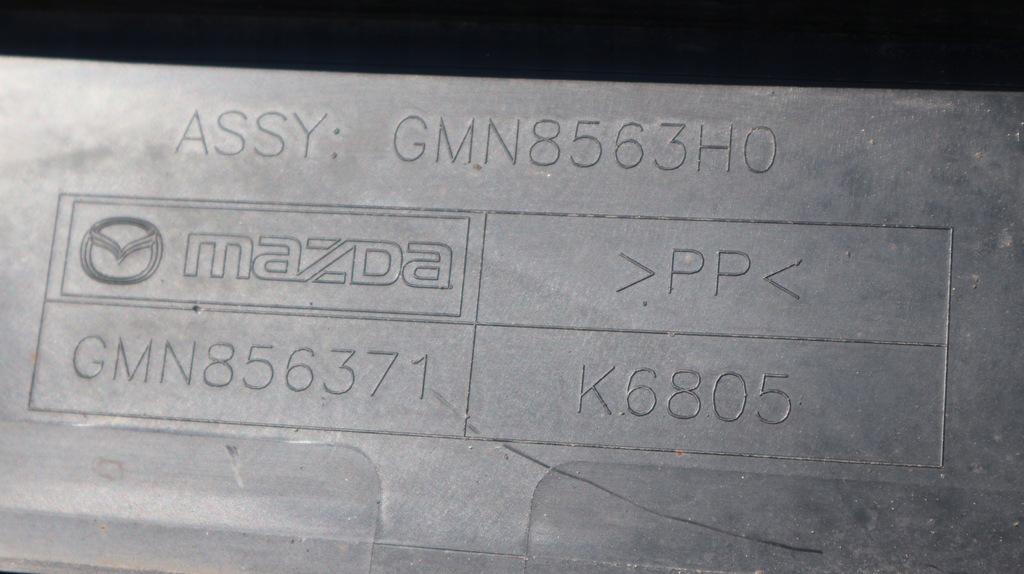 ASSY: GMN8563H0
mazda >PP<
GMN856371 K6805